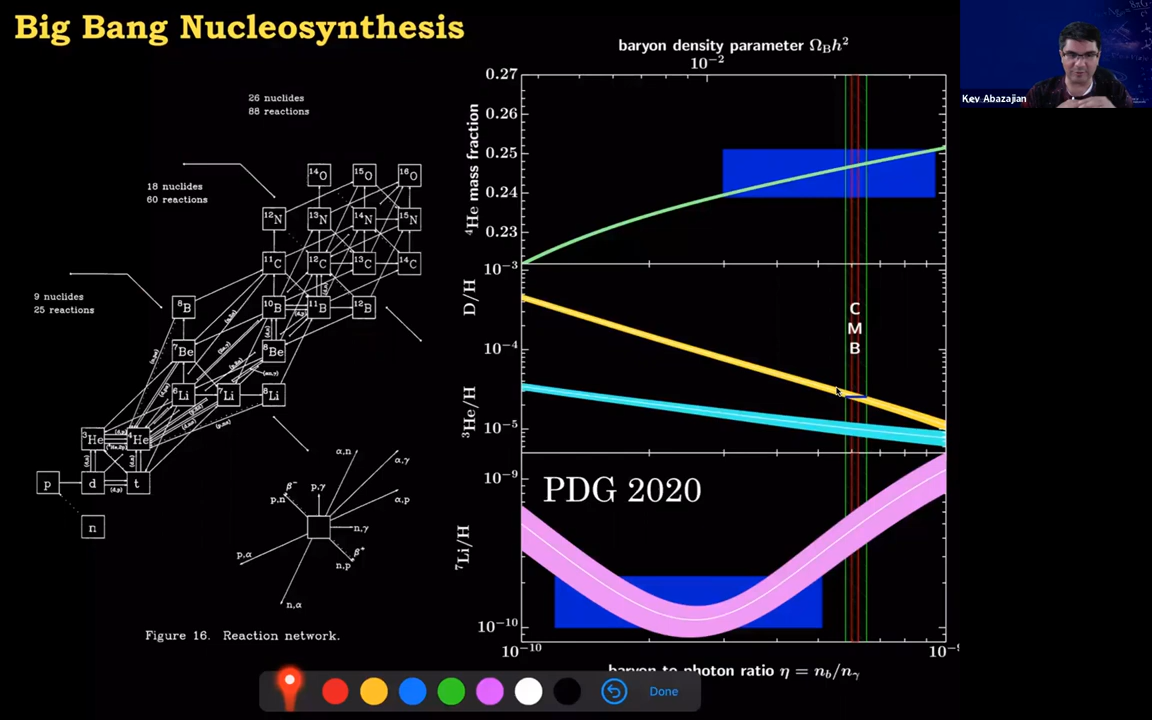 Big Bang Nucleosynthesis
26 nuclides
88 reactions
18 nuclides
60 reactions
9 nuclides
25 reactions
¹⁴O ¹⁵O ¹⁶O
¹²N ¹³N ¹⁴N ¹⁵N
¹¹C ¹²C ¹³C ¹⁴C
⁸B ¹⁰B ¹¹B ¹²B
⁷Be ⁹Be
⁶Li ⁷Li ⁸Li
³He ⁴He
p d t
n
α,n
α,γ
β⁻
p,γ
p,n
α,p
n,γ
p,α
β⁺
n,p
n,α
Figure 16. Reaction network.
baryon density parameter Ω_Bh²
10⁻²
0.27
0.26
0.25
0.24
0.23
⁴He mass fraction
10⁻³
D/H
10⁻⁴
³He/H
10⁻⁵
C
M
B
10⁻⁹
PDG 2020
⁷Li/H
10⁻¹⁰
10⁻¹⁰
baryon to photon ratio η = n_b/n_γ
Kev Abazajian
Done